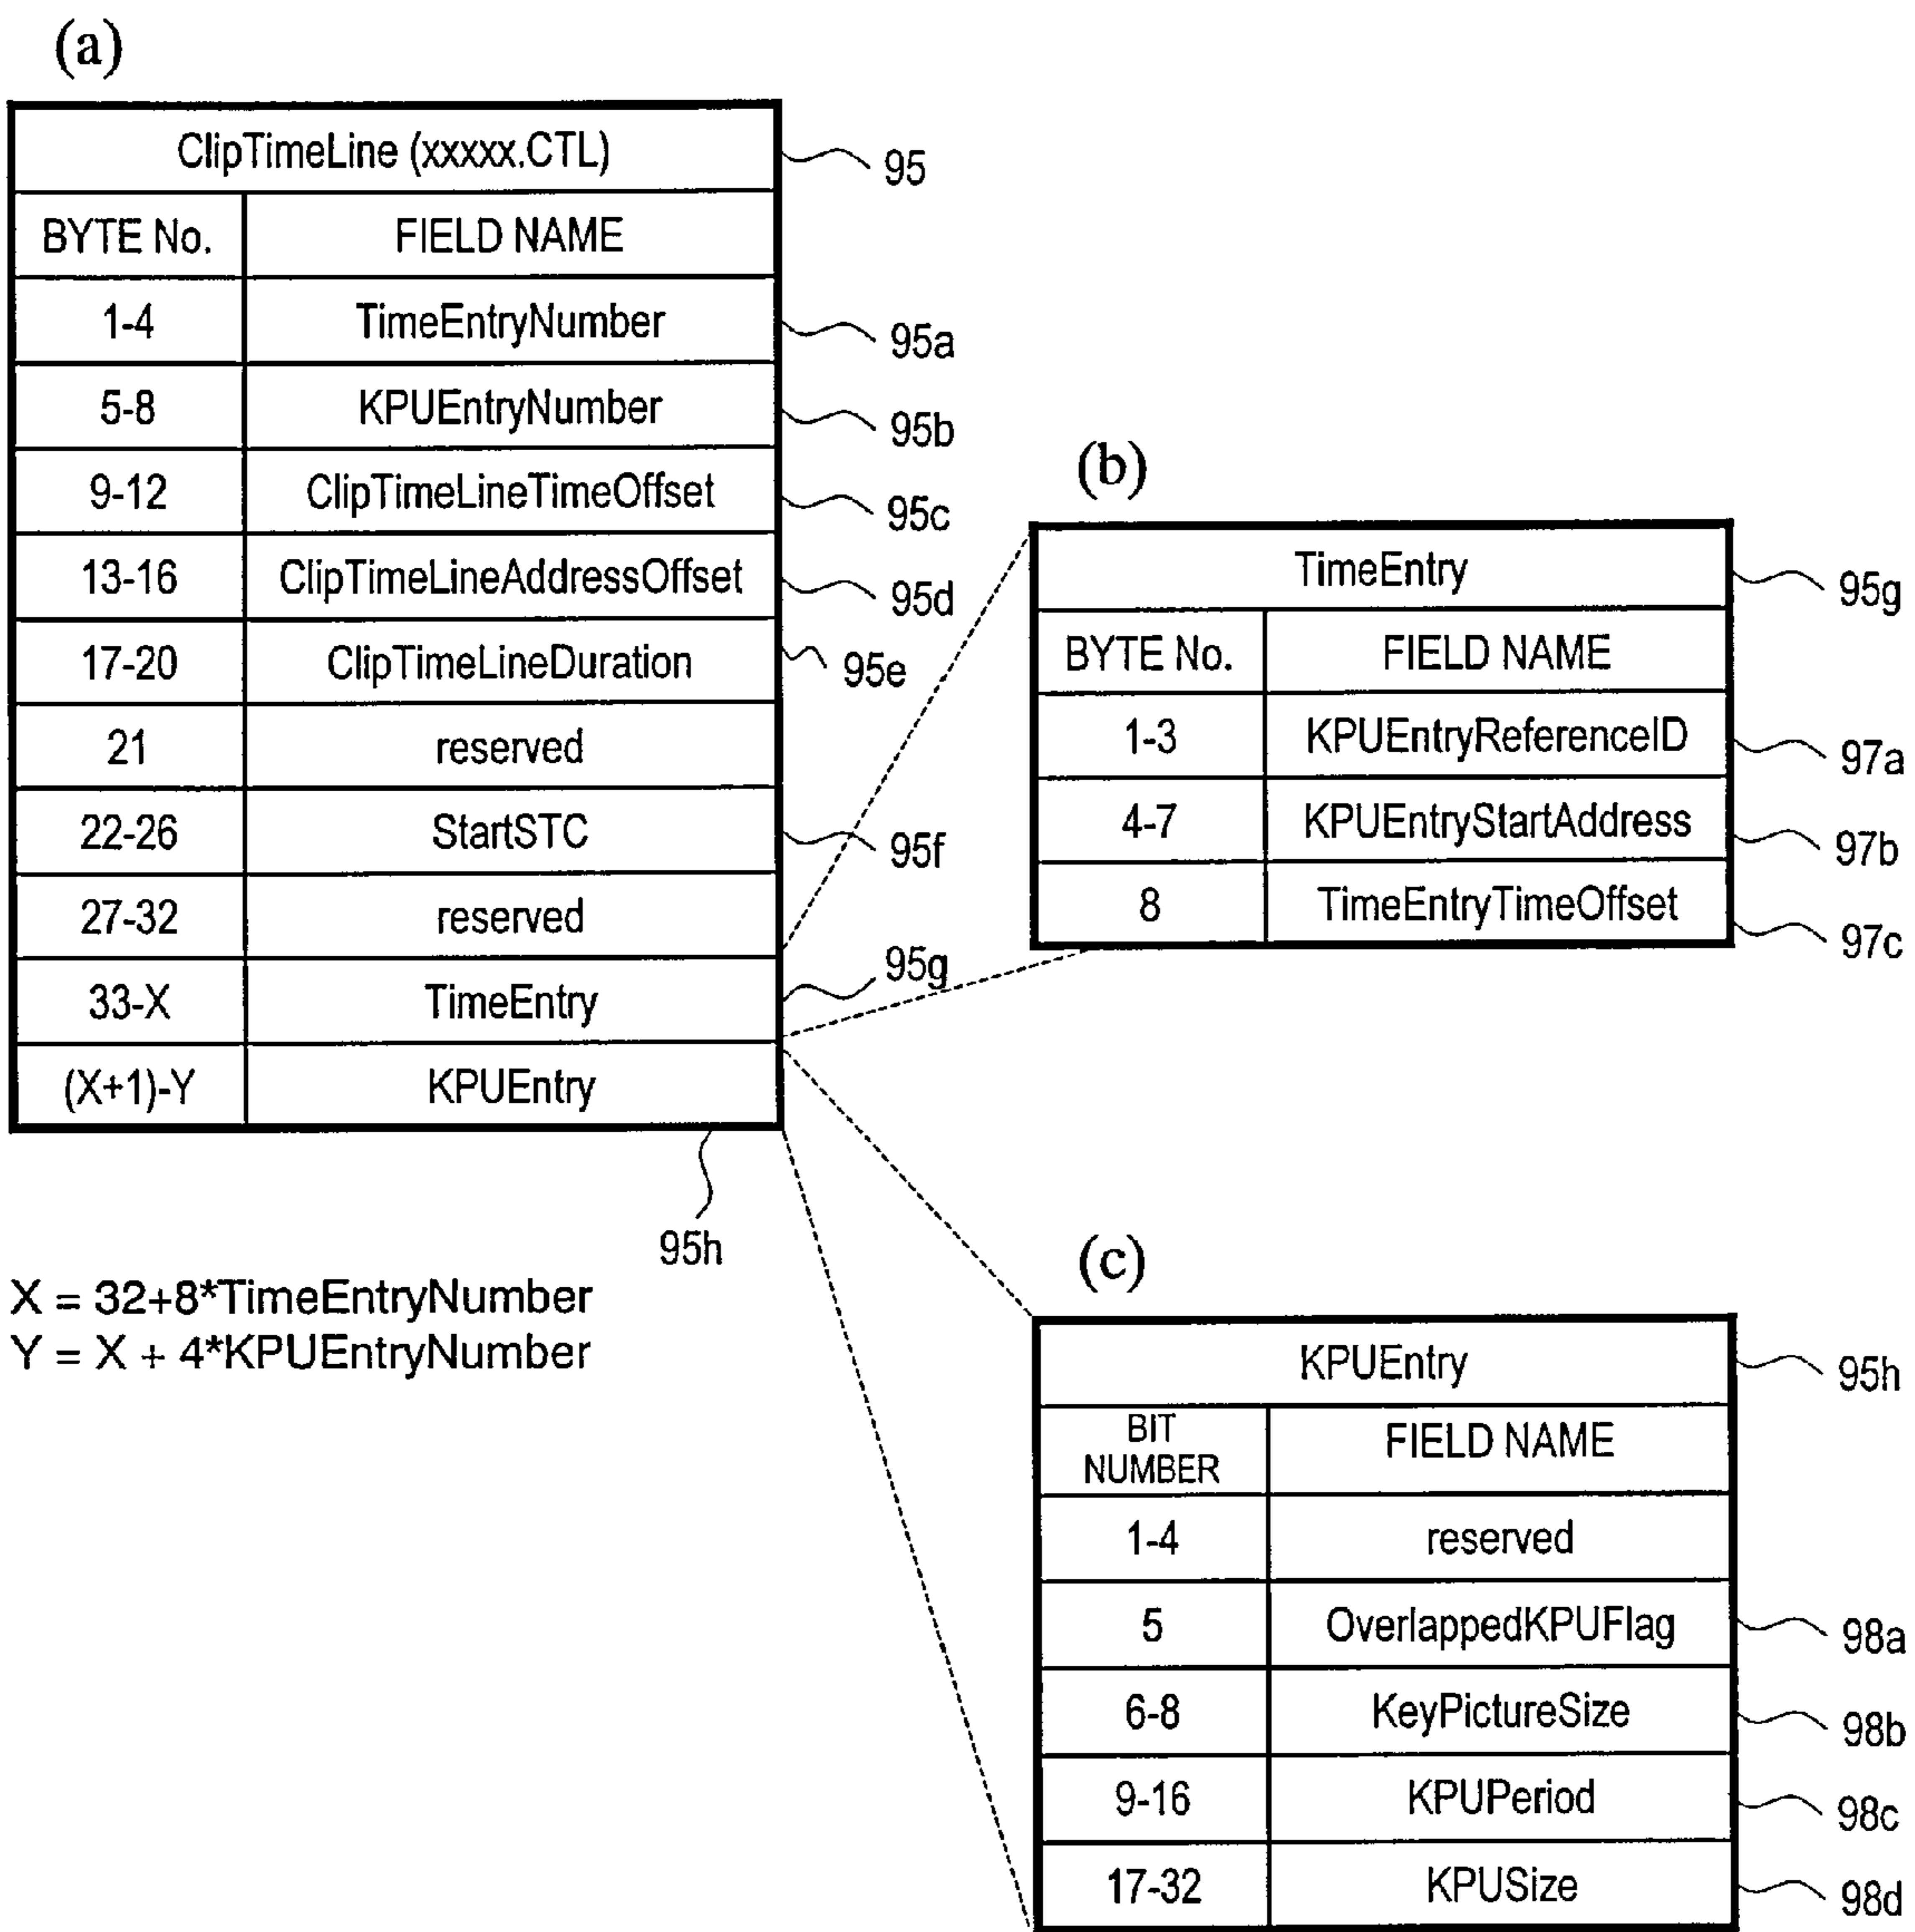 (a)
ClipTimeLine (xxxxx.CTL)
95
BYTE No. FIELD NAME
1-4 TimeEntryNumber
95a
5-8 KPUEntryNumber
95b
9-12 ClipTimeLineTimeOffset
95c
13-16 ClipTimeLineAddressOffset
95d
17-20 ClipTimeLineDuration
95e
21 reserved
22-26 StartSTC
95f
27-32 reserved
33-X TimeEntry
95g
(X+1)-Y KPUEntry
95h
X = 32+8*TimeEntryNumber
Y = X + 4*KPUEntryNumber
(b)
TimeEntry
95g
BYTE No. FIELD NAME
1-3 KPUEntryReferenceID
97a
4-7 KPUEntryStartAddress
97b
8 TimeEntryTimeOffset
97c
(c)
KPUEntry
95h
BIT
NUMBER
FIELD NAME
1-4 reserved
5 OverlappedKPUFlag
98a
6-8 KeyPictureSize
98b
9-16 KPUPeriod
98c
17-32 KPUSize
98d